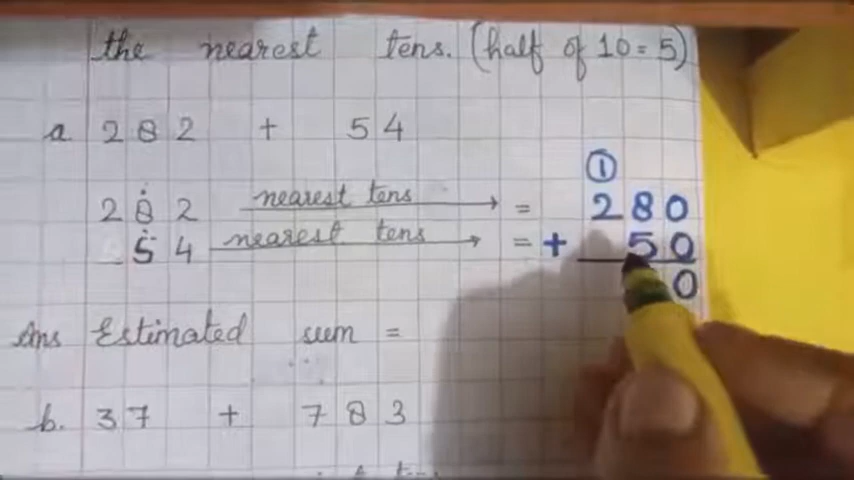 the nearest tens. (half of 10 = 5)
a. 282 + 54
1
282 nearest tens = 280
54 nearest tens = + 50
0
Ans Estimated sum =
b. 37 + 783